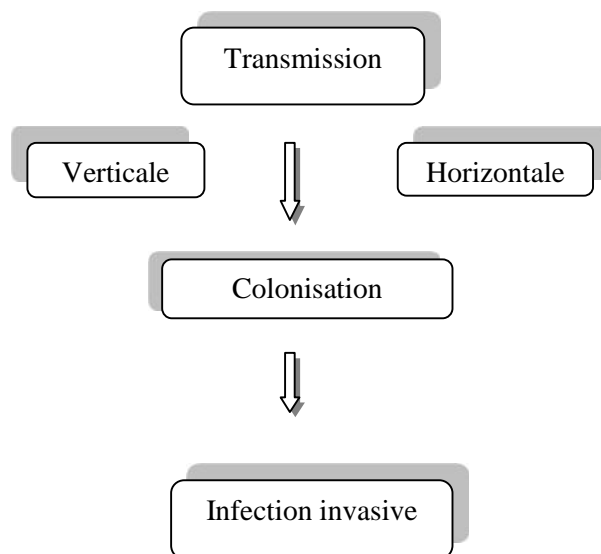 Transmission
Verticale
Horizontale
Colonisation
Infection invasive